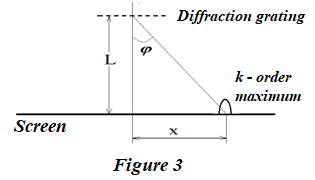 Diffraction grating
φ
L
k - order
maximum
Screen
x
Figure 3